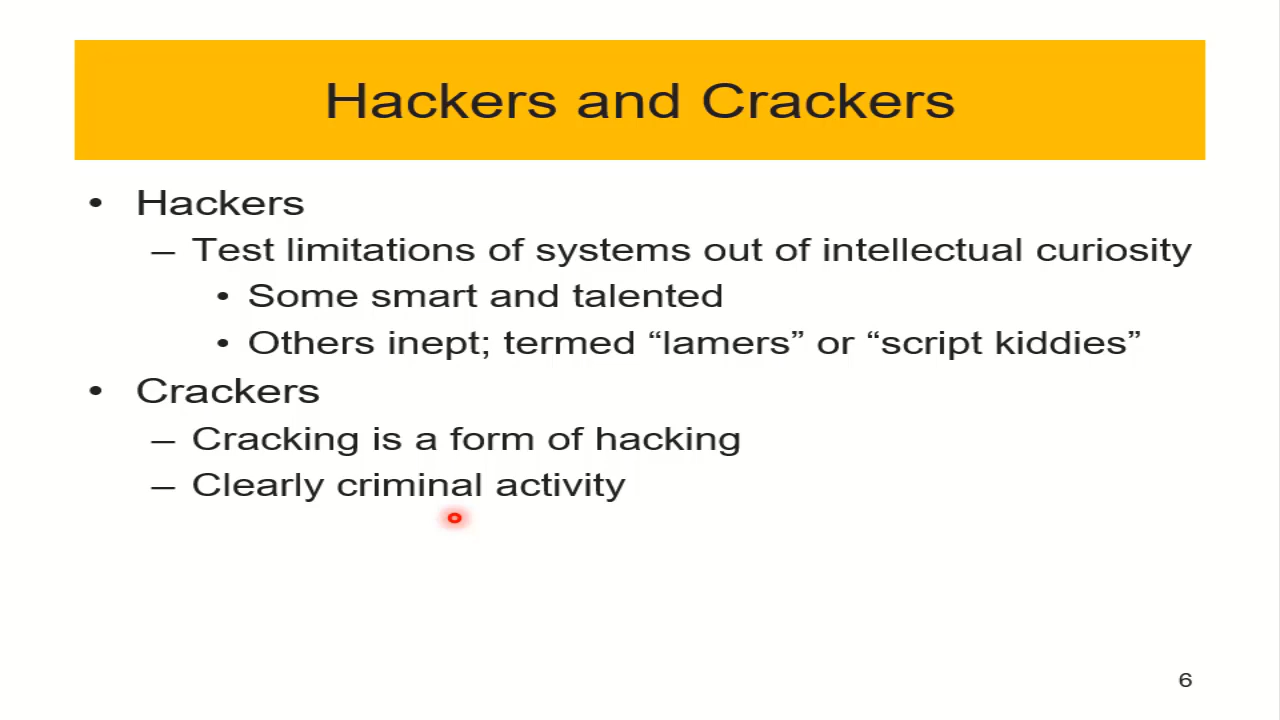 Hackers and Crackers
• Hackers
– Test limitations of systems out of intellectual curiosity
• Some smart and talented
• Others inept; termed “lamers” or “script kiddies”
• Crackers
– Cracking is a form of hacking
– Clearly criminal activity
6